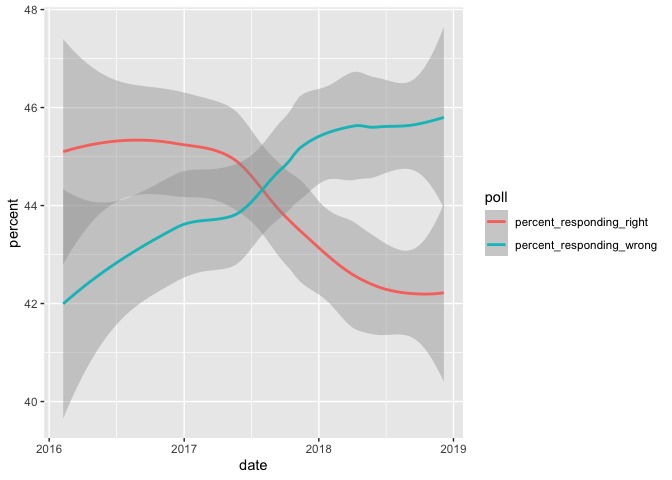 48
46
44
42
40
percent
2016 2017 2018 2019
date
poll
percent_responding_right
percent_responding_wrong